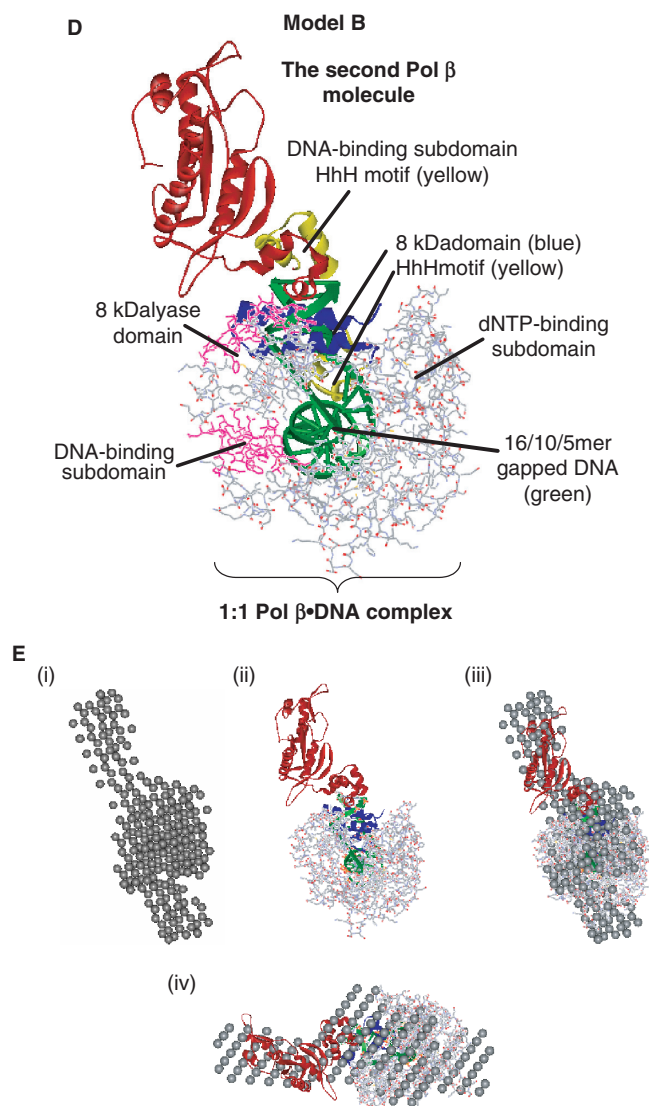 D
Model B
The second Pol β
molecule
DNA-binding subdomain
HhH motif (yellow)
8 kDadomain (blue)
HhHmotif (yellow)
8 kDalyase
domain
dNTP-binding
subdomain
DNA-binding
subdomain
16/10/5mer
gapped DNA
(green)
1:1 Pol β•DNA complex
E
(i)
(ii)
(iii)
(iv)